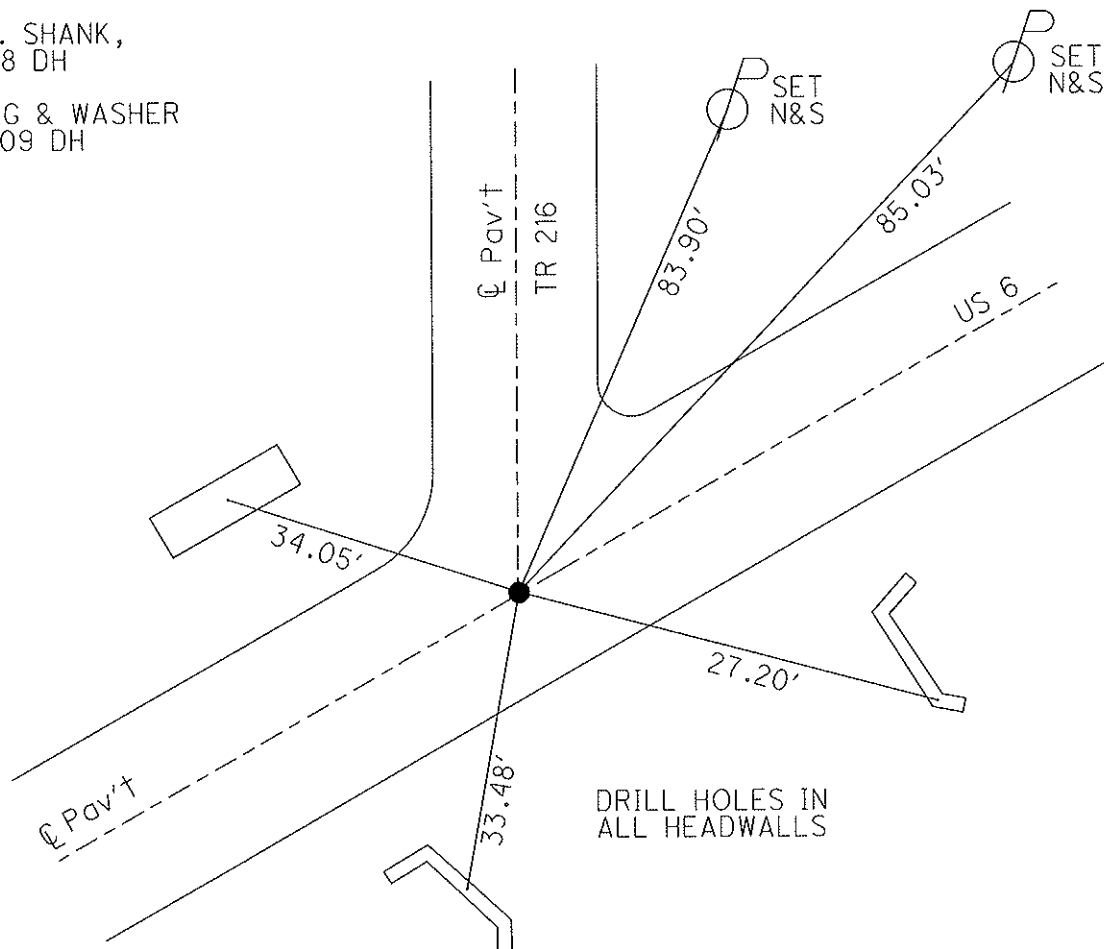 . SHANK,
8 DH
G & WASHER
09 DH
SET
N&S
SET
N&S
℄ Pav't
TR 216
83.90'
85.03'
US 6
34.05'
27.20'
33.48'
℄ Pav't
DRILL HOLES IN
ALL HEADWALLS